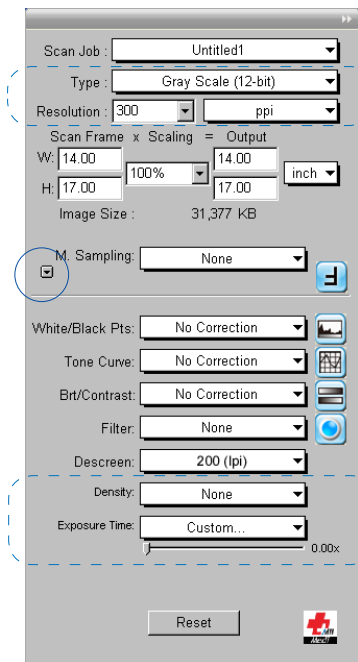 Scan Job : Untitled1
Type : Gray Scale (12-bit)
Resolution : 300 ppi
Scan Frame x Scaling = Output
W: 14.00 100% 14.00 inch
H: 17.00 17.00
Image Size : 31,377 KB
M. Sampling: None
White/Black Pts: No Correction
Tone Curve: No Correction
Brt/Contrast: No Correction
Filter: None
Descreen: 200 (lpi)
Density: None
Exposure Time: Custom...
0.00x
Reset